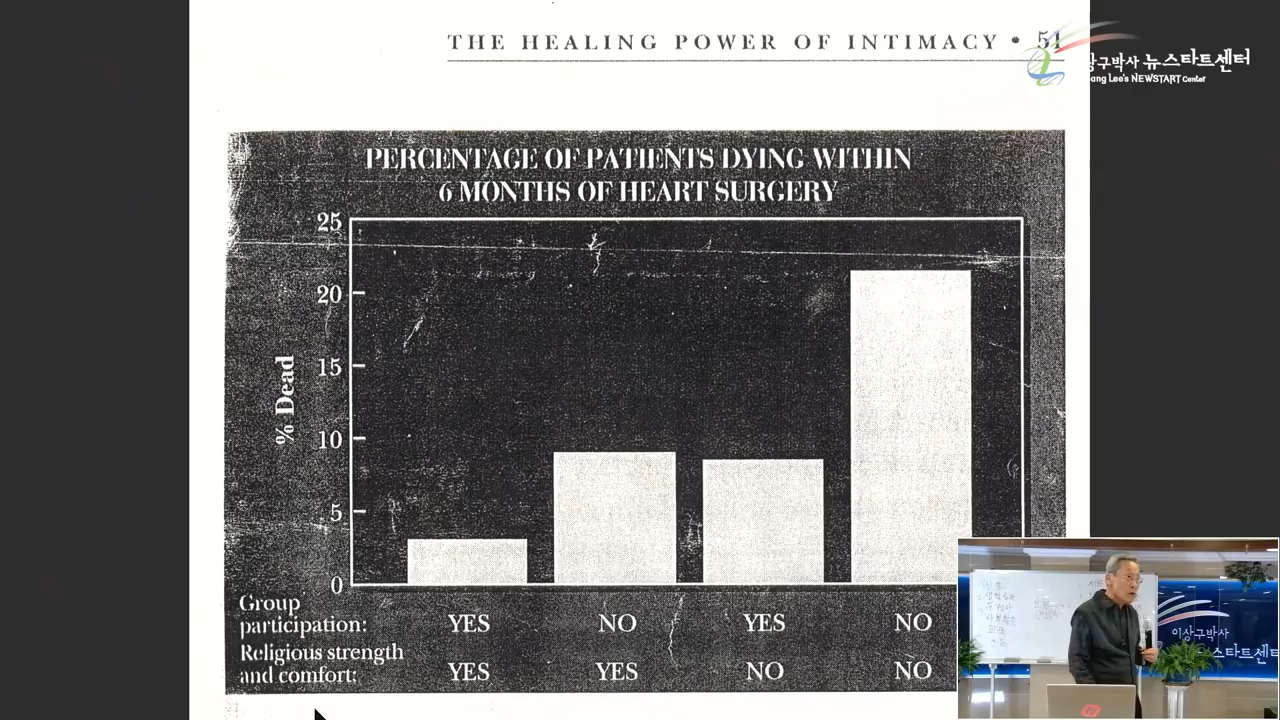 THE HEALING POWER OF INTIMACY • 51
상구박사 뉴스타트센터
ang Lee's NEWSTART Center
PERCENTAGE OF PATIENTS DYING WITHIN
6 MONTHS OF HEART SURGERY
25
20
15
10
5
0
% Dead
Group
participation: YES NO YES NO
Religious strength
and comfort: YES YES NO NO
이상구박사
스타트센터